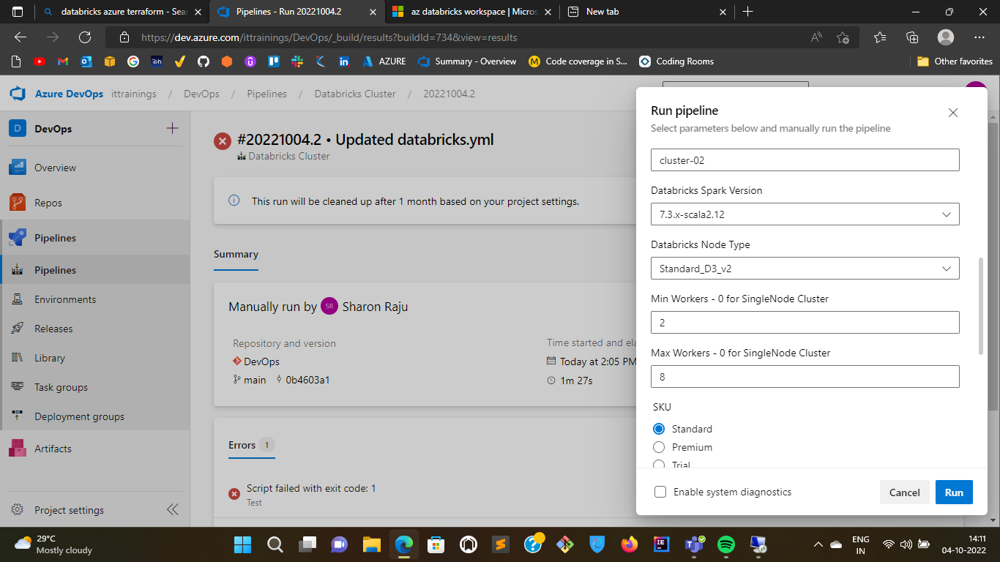 databricks azure terraform - Sea
Pipelines - Run 20221004.2
az databricks workspace | Micros
New tab
https://dev.azure.com/ittrainings/DevOps/_build/results?buildId=734&view=results
AZURE
Summary - Overview
Code coverage in S...
Coding Rooms
Other favorites
Azure DevOps
ittrainings / DevOps / Pipelines / Databricks Cluster / 20221004.2
D DevOps
Overview
Repos
Pipelines
Pipelines
Environments
Releases
Library
Task groups
Deployment groups
Artifacts
Project settings
#20221004.2 • Updated databricks.yml
Databricks Cluster
This run will be cleaned up after 1 month based on your project settings.
Summary
Manually run by SR Sharon Raju
Repository and version
DevOps
main 0b4603a1
Time started and ela
Today at 2:05 PM
1m 27s
Errors 1
Script failed with exit code: 1
Test
Run pipeline
Select parameters below and manually run the pipeline
cluster-02
Databricks Spark Version
7.3.x-scala2.12
Databricks Node Type
Standard_D3_v2
Min Workers - 0 for SingleNode Cluster
2
Max Workers - 0 for SingleNode Cluster
8
SKU
Standard
Premium
Trial
Enable system diagnostics
Cancel
Run
29°C
Mostly cloudy
ENG
IN
14:11
04-10-2022